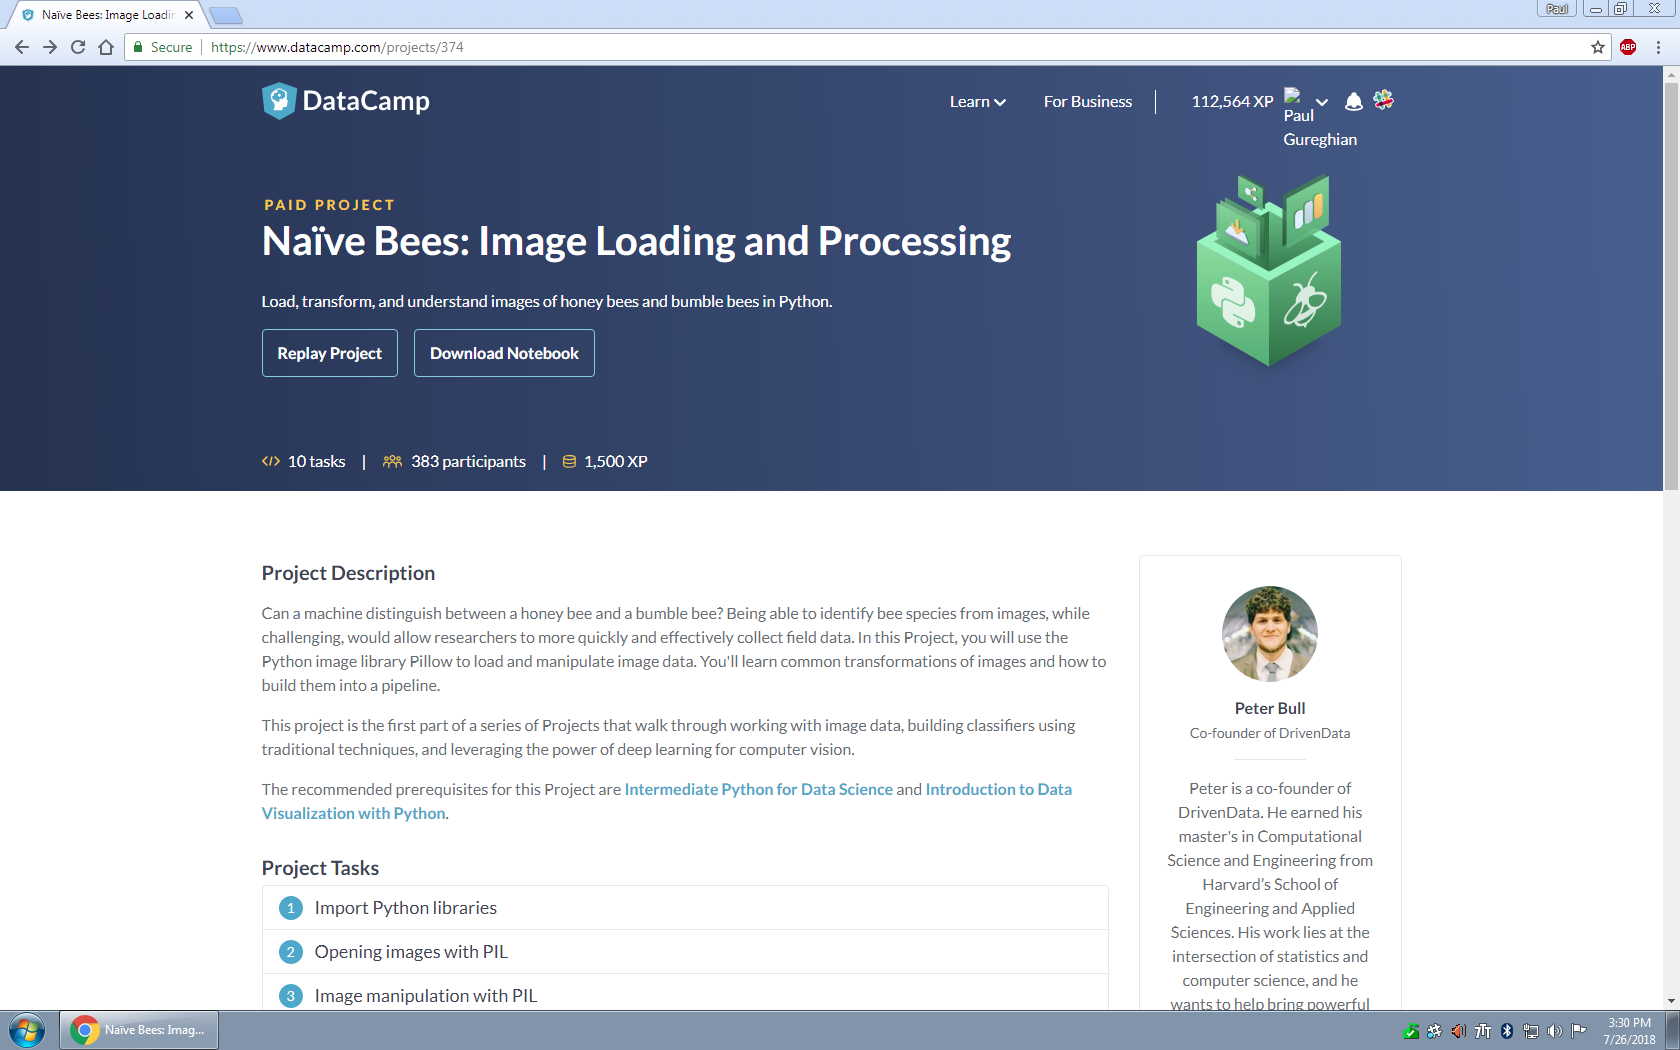 Naïve Bees: Image Loadin
Paul
Secure
https://www.datacamp.com/projects/374
ABP
DataCamp
Learn
For Business
112,564 XP
Paul
Gureghian
PAID PROJECT
Naïve Bees: Image Loading and Processing
Load, transform, and understand images of honey bees and bumble bees in Python.
Replay Project
Download Notebook
10 tasks | 383 participants | 1,500 XP
Project Description
Can a machine distinguish between a honey bee and a bumble bee? Being able to identify bee species from images, while
challenging, would allow researchers to more quickly and effectively collect field data. In this Project, you will use the
Python image library Pillow to load and manipulate image data. You'll learn common transformations of images and how to
build them into a pipeline.
This project is the first part of a series of Projects that walk through working with image data, building classifiers using
traditional techniques, and leveraging the power of deep learning for computer vision.
The recommended prerequisites for this Project are Intermediate Python for Data Science and Introduction to Data
Visualization with Python.
Project Tasks
1 Import Python libraries
2 Opening images with PIL
3 Image manipulation with PIL
Peter Bull
Co-founder of DrivenData
Peter is a co-founder of
DrivenData. He earned his
master's in Computational
Science and Engineering from
Harvard’s School of
Engineering and Applied
Sciences. His work lies at the
intersection of statistics and
computer science, and he
wants to help bring powerful
Naïve Bees: Imag...
3:30 PM
7/26/2018